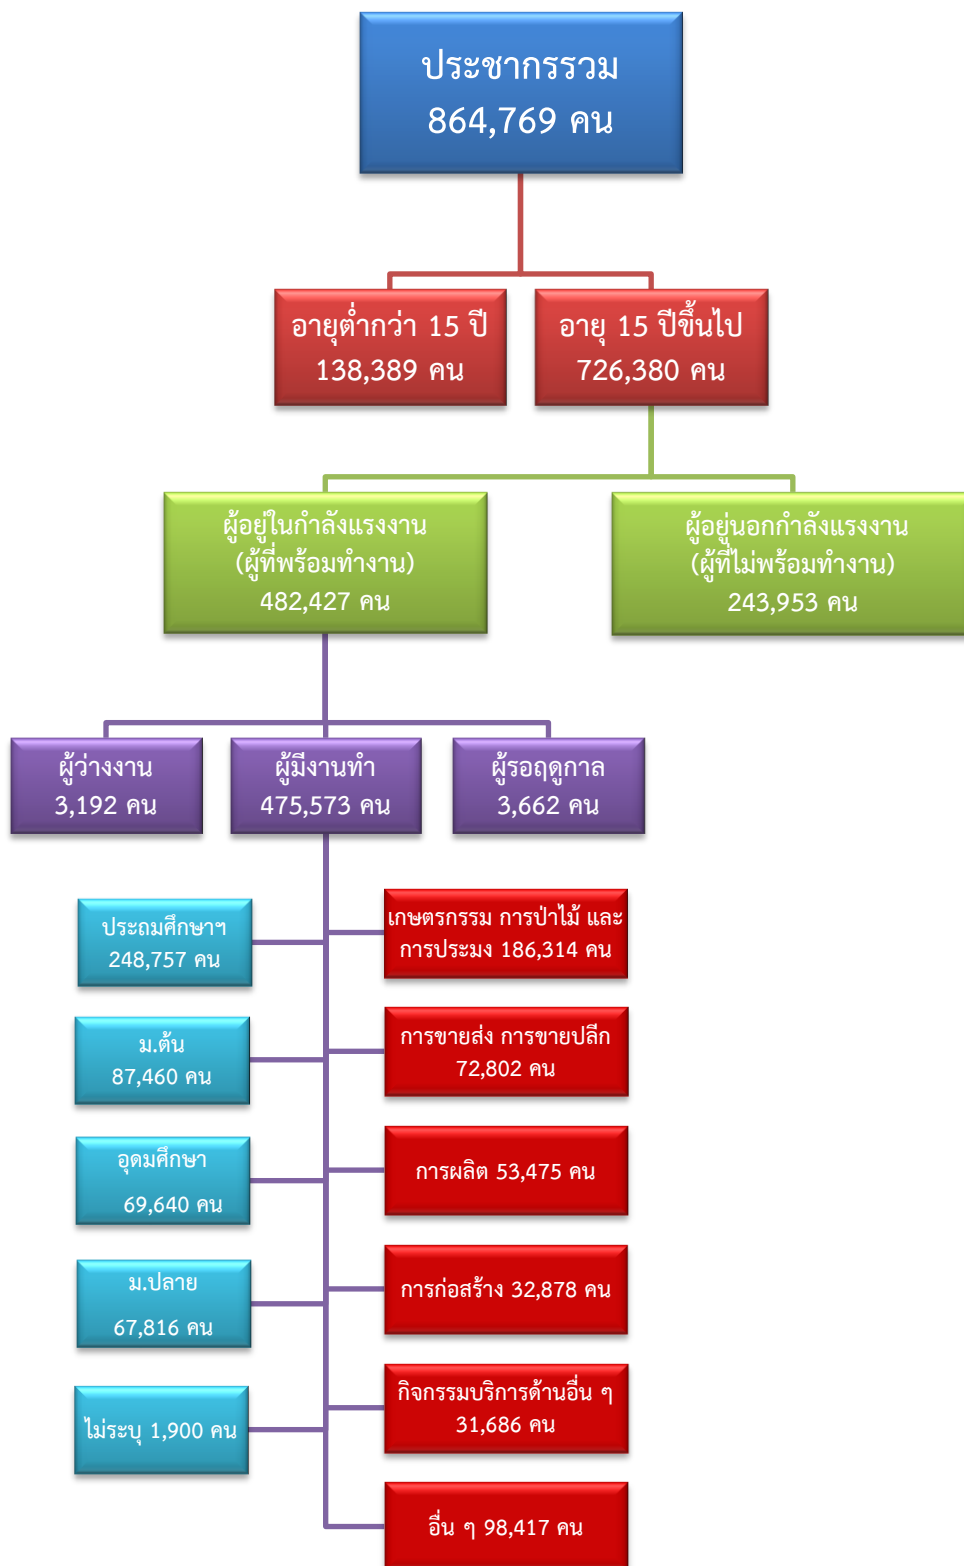 ประชากรรวม
864,769 คน
อายุต่ำกว่า 15 ปี
138,389 คน
อายุ 15 ปีขึ้นไป
726,380 คน
ผู้อยู่ในกำลังแรงงาน
(ผู้ที่พร้อมทำงาน)
482,427 คน
ผู้อยู่นอกกำลังแรงงาน
(ผู้ที่ไม่พร้อมทำงาน)
243,953 คน
ผู้ว่างงาน
3,192 คน
ผู้มีงานทำ
475,573 คน
ผู้รอฤดูกาล
3,662 คน
ประถมศึกษาฯ
248,757 คน
ม.ต้น
87,460 คน
อุดมศึกษา
69,640 คน
ม.ปลาย
67,816 คน
ไม่ระบุ 1,900 คน
เกษตรกรรม การป่าไม้ และ
การประมง 186,314 คน
การขายส่ง การขายปลีก
72,802 คน
การผลิต 53,475 คน
การก่อสร้าง 32,878 คน
กิจกรรมบริการด้านอื่น ๆ
31,686 คน
อื่น ๆ 98,417 คน